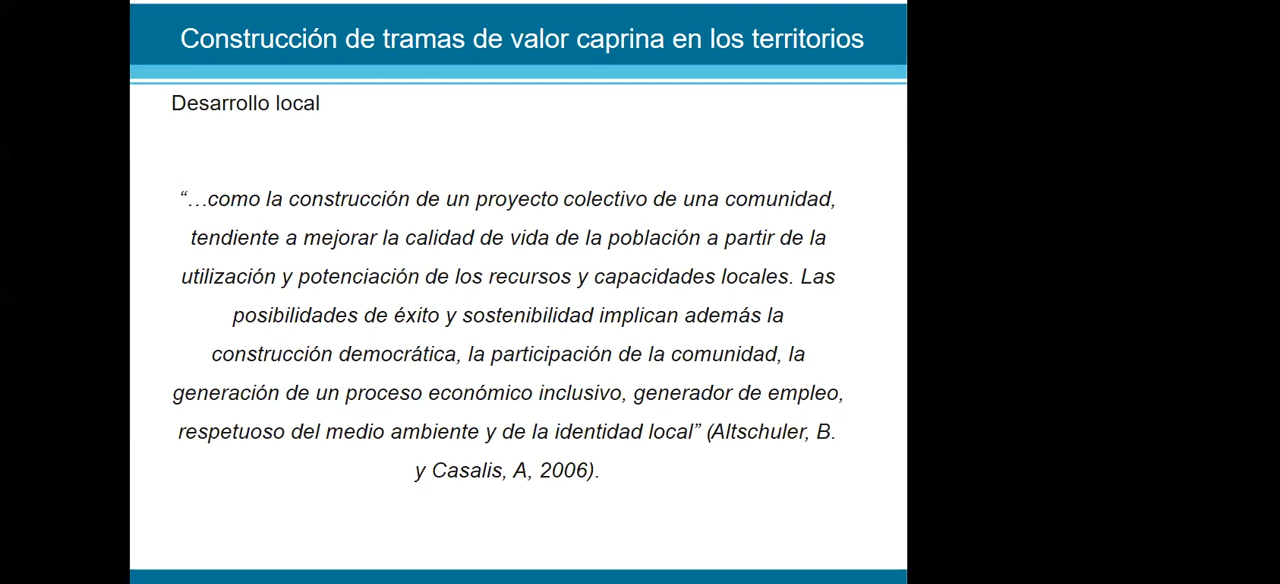 Construcción de tramas de valor caprina en los territorios
Desarrollo local
“…como la construcción de un proyecto colectivo de una comunidad,
tendiente a mejorar la calidad de vida de la población a partir de la
utilización y potenciación de los recursos y capacidades locales. Las
posibilidades de éxito y sostenibilidad implican además la
construcción democrática, la participación de la comunidad, la
generación de un proceso económico inclusivo, generador de empleo,
respetuoso del medio ambiente y de la identidad local” (Altschuler, B.
y Casalis, A, 2006).